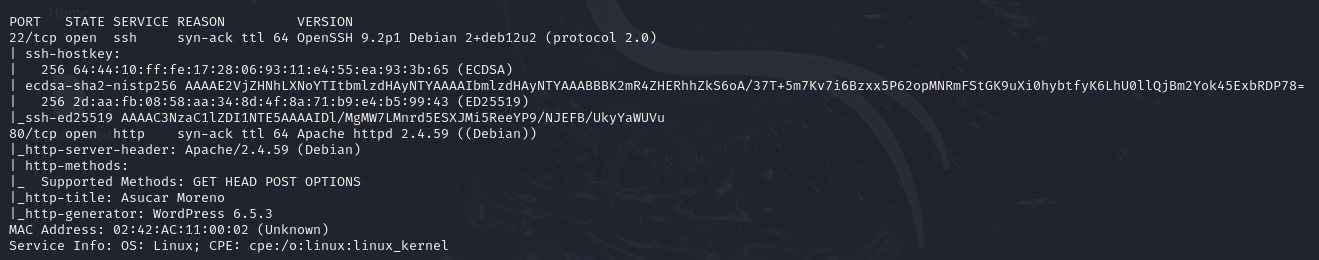 PORT   STATE SERVICE REASON         VERSION
22/tcp open  ssh     syn-ack ttl 64 OpenSSH 9.2p1 Debian 2+deb12u2 (protocol 2.0)
| ssh-hostkey:
|   256 64:44:10:ff:fe:17:28:06:93:11:e4:55:ea:93:3b:65 (ECDSA)
| ecdsa-sha2-nistp256 AAAAE2VjZHNhLXNoYTItbmlzdHAyNTYAAAAIbmlzdHAyNTYAAABBBK2mR4ZHERhhZkS6oA/37T+5m7Kv7i6Bzxx5P62opMNRmFStGK9uXi0hybtfyK6LhU0llQjBm2Yok45ExbRDP78=
|   256 2d:aa:fb:08:58:aa:34:8d:4f:8a:71:b9:e4:b5:99:43 (ED25519)
|_ssh-ed25519 AAAAC3NzaC1lZDI1NTE5AAAAIDl/MgMW7LMnrd5ESXJMi5ReeYP9/NJEFB/UkyYaWUVu
80/tcp open  http    syn-ack ttl 64 Apache httpd 2.4.59 ((Debian))
|_http-server-header: Apache/2.4.59 (Debian)
| http-methods:
|_  Supported Methods: GET HEAD POST OPTIONS
|_http-title: Asucar Moreno
|_http-generator: WordPress 6.5.3
MAC Address: 02:42:AC:11:00:02 (Unknown)
Service Info: OS: Linux; CPE: cpe:/o:linux:linux_kernel